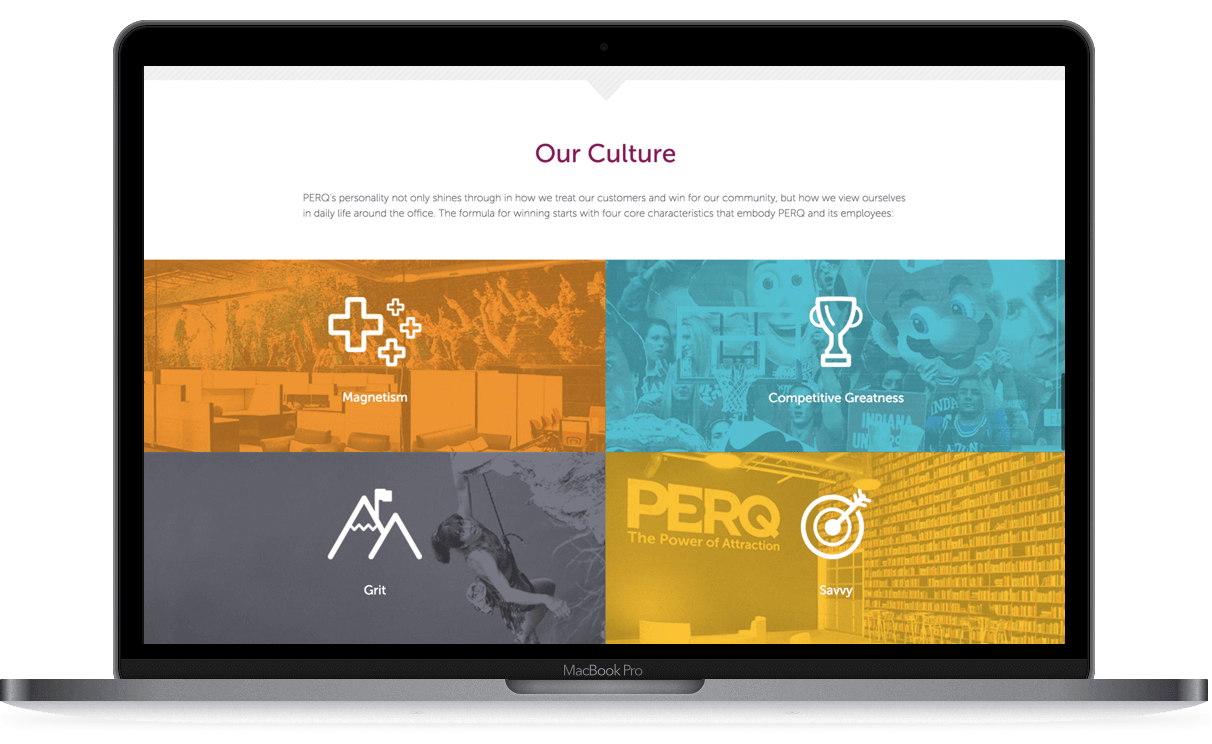 Our Culture
PERQ's personality not only shines through in how we treat our customers and win for our community, but how we view ourselves
in daily life around the office. The formula for winning starts with four core characteristics that embody PERQ and its employees:
Magnetism
Competitive Greatness
INDIANA
Grit
PERQ
The Power of Attraction
Savvy
MacBook Pro